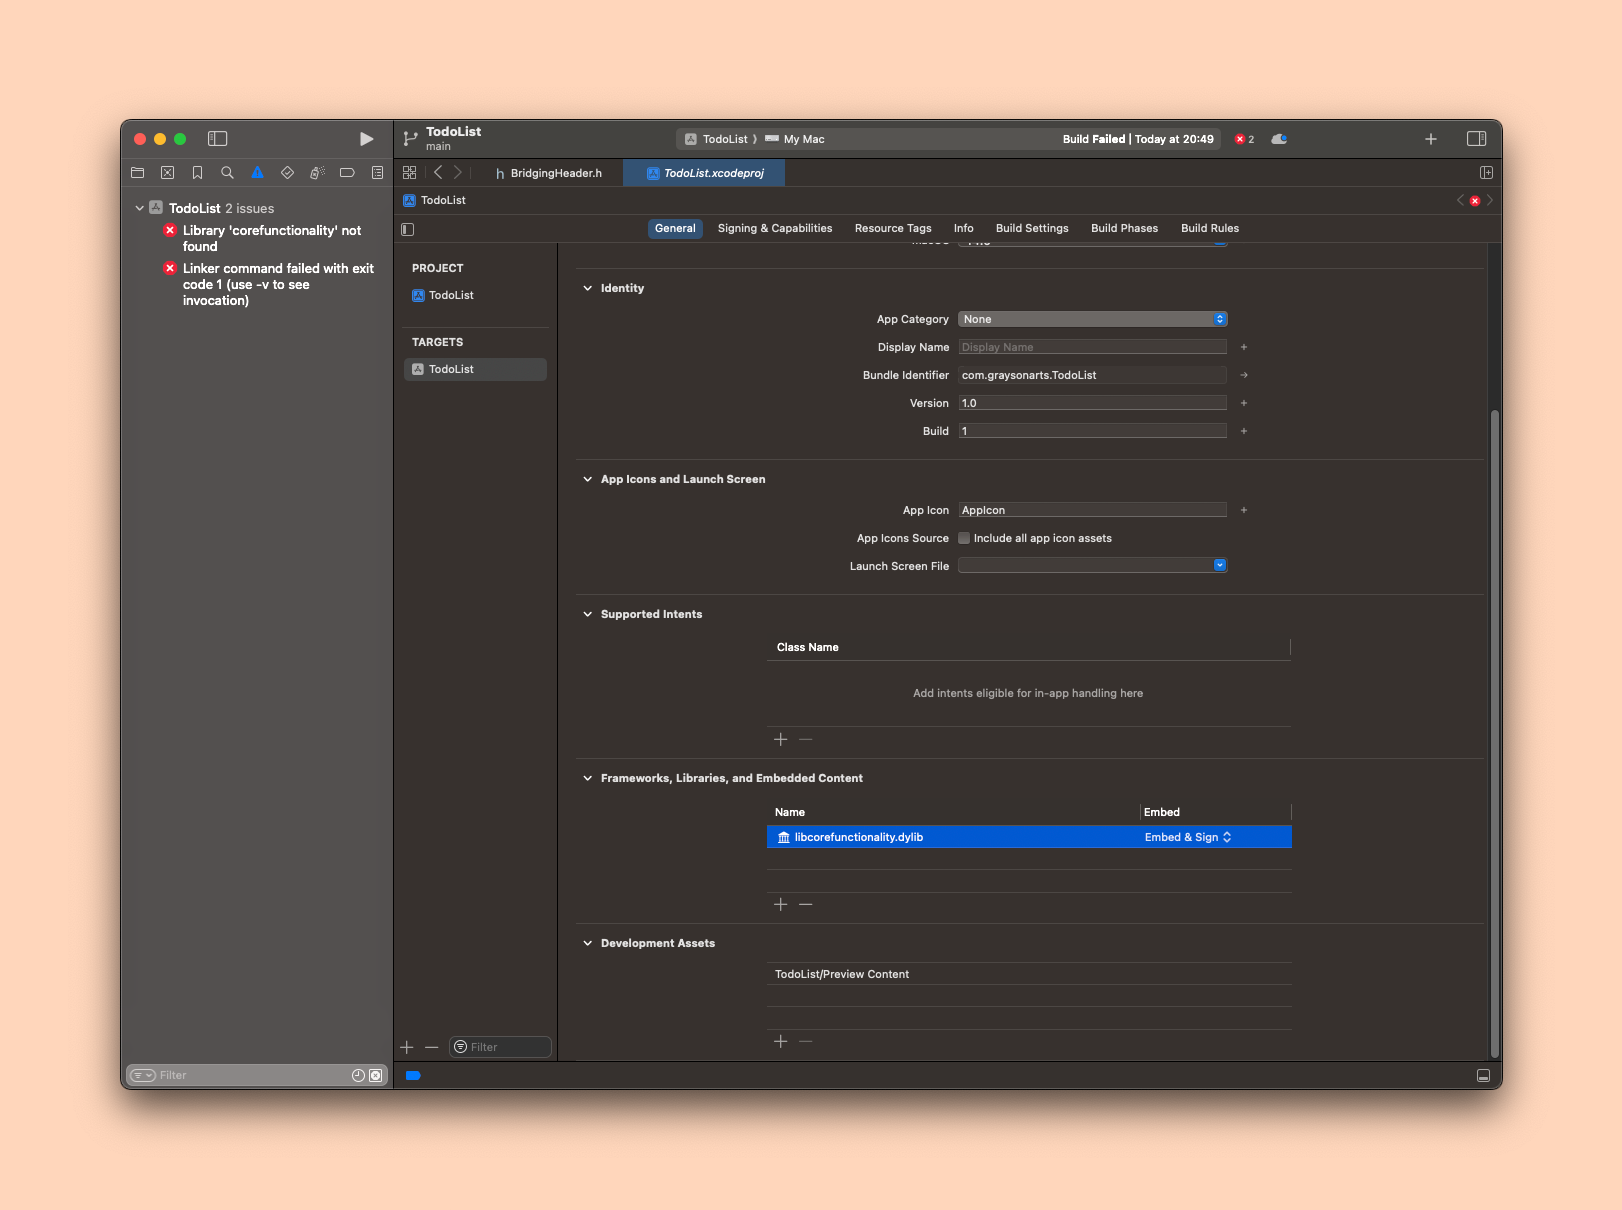 TodoList
main
TodoList
My Mac
Build Failed | Today at 20:49
2
h BridgingHeader.h
TodoList.xcodeproj
TodoList 2 issues
Library 'corefunctionality' not
found
Linker command failed with exit
code 1 (use -v to see
invocation)
TodoList
General
Signing & Capabilities
Resource Tags
Info
Build Settings
Build Phases
Build Rules
PROJECT
TodoList
TARGETS
TodoList
Identity
App Category
None
Display Name
Display Name
Bundle Identifier
com.graysonarts.TodoList
Version
1.0
Build
1
App Icons and Launch Screen
App Icon
AppIcon
App Icons Source
Include all app icon assets
Launch Screen File
Supported Intents
Class Name
Add intents eligible for in-app handling here
Frameworks, Libraries, and Embedded Content
Name
Embed
libcorefunctionality.dylib
Embed & Sign
Development Assets
TodoList/Preview Content
Filter
Filter